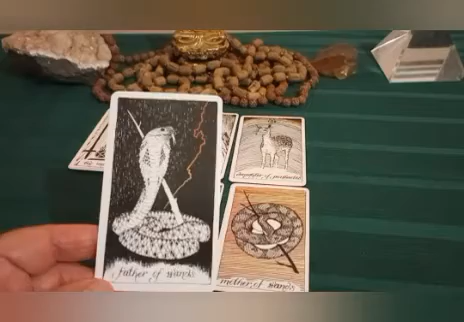 father of wands
daughter of pentacles
mother of wands